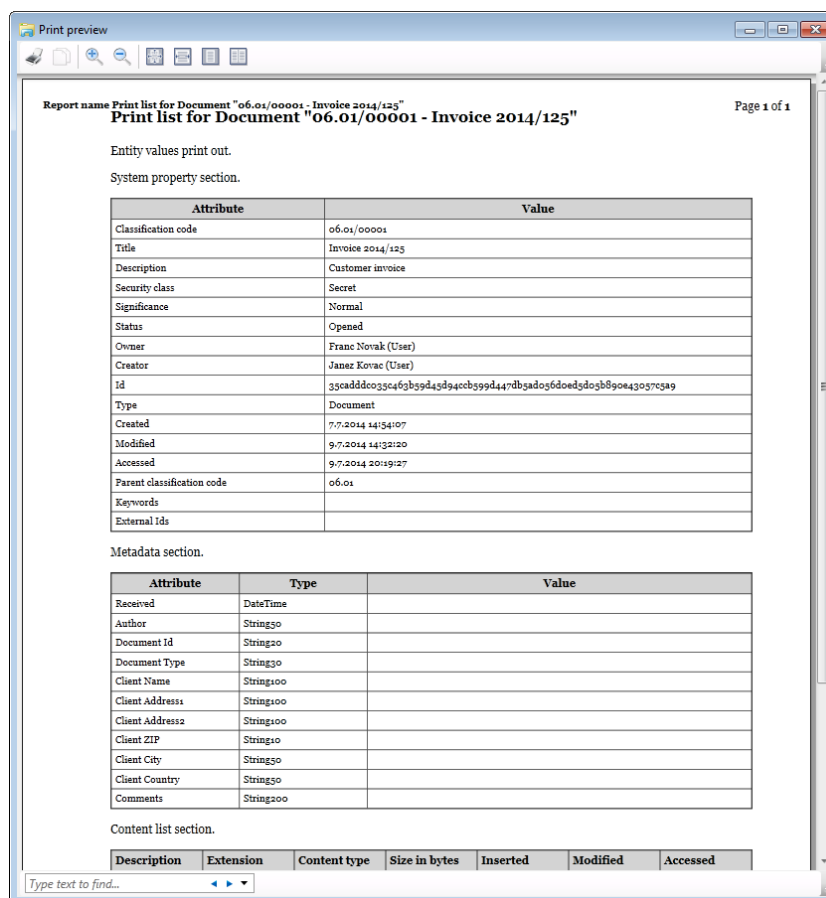 Print preview
Report name Print list for Document "06.01/00001 - Invoice 2014/125"
Page 1 of 1
Print list for Document "06.01/00001 - Invoice 2014/125"
Entity values print out.
System property section.
Attribute Value
Classification code 06.01/00001
Title Invoice 2014/125
Description Customer invoice
Security class Secret
Significance Normal
Status Opened
Owner Franc Novak (User)
Creator Janez Kovac (User)
Id 35cadddc035c463b59d45d94ccb599d447db5ad056d0ed5d05b890e43057c5a9
Type Document
Created 7.7.2014 14:54:07
Modified 9.7.2014 14:32:20
Accessed 9.7.2014 20:19:27
Parent classification code 06.01
Keywords
External Ids
Metadata section.
Attribute Type Value
Received DateTime
Author String50
Document Id String20
Document Type String30
Client Name String100
Client Address1 String100
Client Address2 String100
Client ZIP String10
Client City String50
Client Country String50
Comments String200
Content list section.
Description Extension Content type Size in bytes Inserted Modified Accessed
Type text to find...